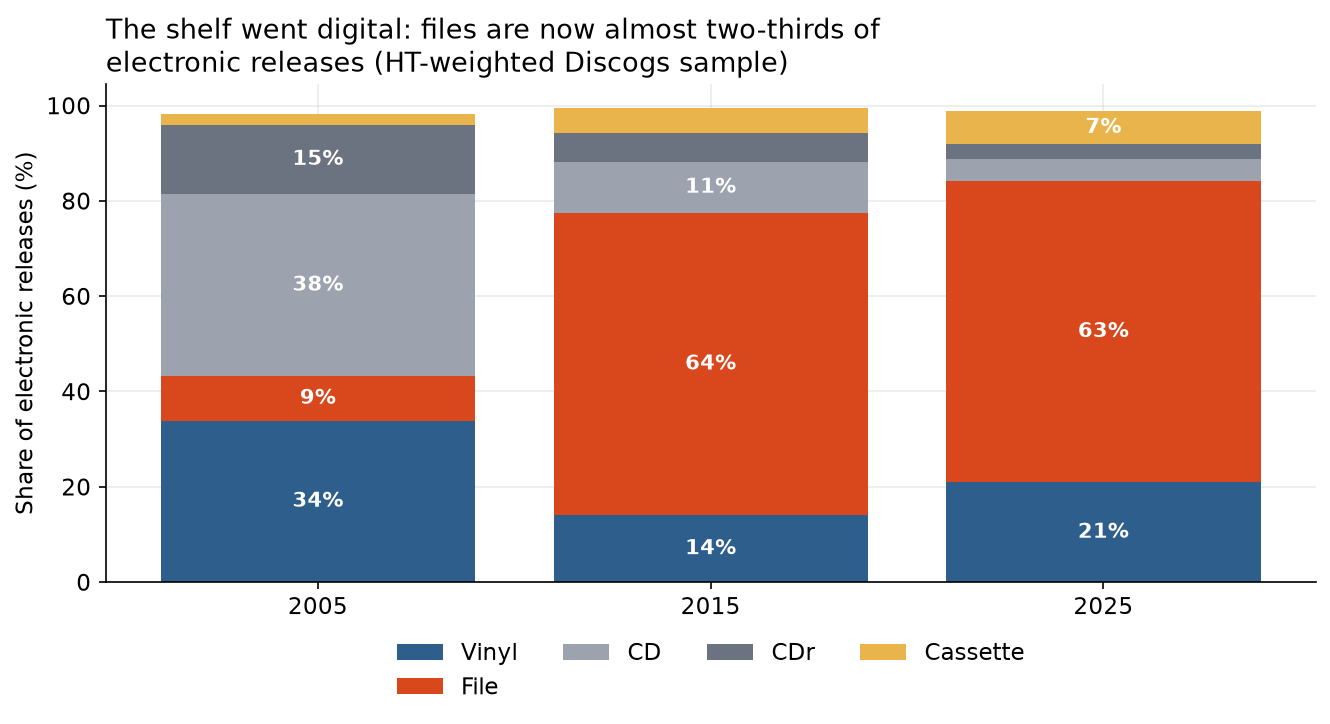 The shelf went digital: files are now almost two-thirds of
electronic releases (HT-weighted Discogs sample)
Share of electronic releases (%)
100
80
60
40
20
0
15%
38%
9%
34%
11%
64%
14%
7%
63%
21%
2005
2015
2025
Vinyl
File
CD
CDr
Cassette